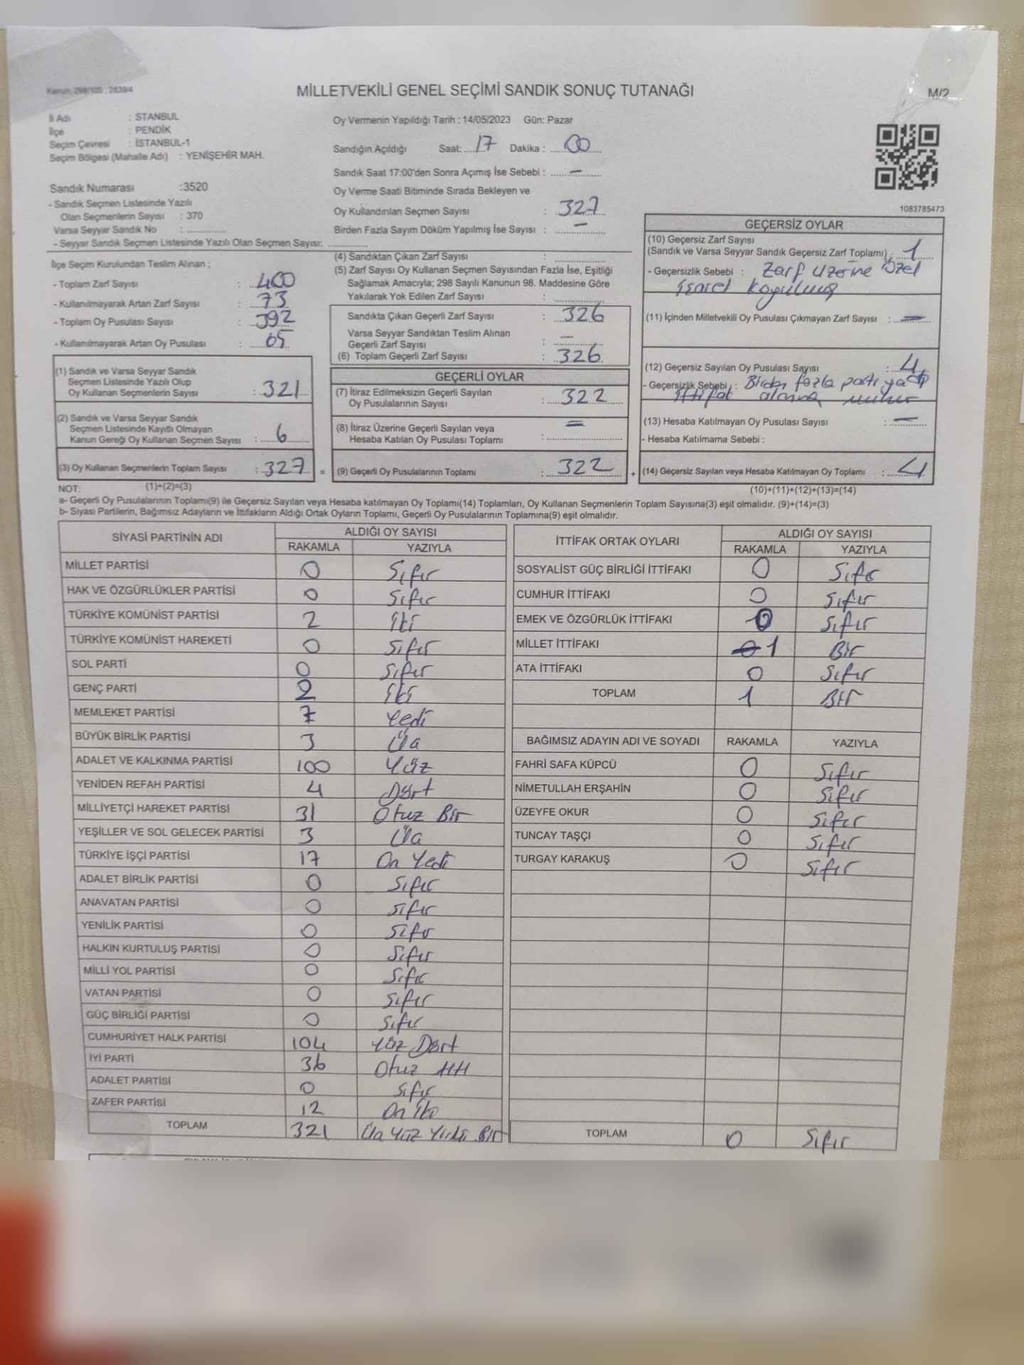 Kanun: 298/105 ; 2839/4
MİLLETVEKİLİ GENEL SEÇİMİ SANDIK SONUÇ TUTANAĞI
M/2
İl Adı : STANBUL
İlçe : PENDİK
Seçim Çevresi : İSTANBUL-1
Seçim Bölgesi (Mahalle Adı) : YENİŞEHİR MAH.
Oy Vermenin Yapıldığı Tarih : 14/05/2023 Gün: Pazar
Sandığın Açıldığı Saat: 17 Dakika : 00
Sandık Saat 17:00'den Sonra Açımış İse Sebebi : —
Sandık Numarası :3520
- Sandık Seçmen Listesinde Yazılı
Olan Seçmenlerin Sayısı : 370
Varsa Seyyar Sandık No :
- Seyyar Sandık Seçmen Listesinde Yazılı Olan Seçmen Sayısı:
Oy Verme Saati Bitiminde Sırada Bekleyen ve
Oy Kullandırılan Seçmen Sayısı : 327
Birden Fazla Sayım Döküm Yapılmış İse Sayısı : —
1083785473
İlçe Seçim Kurulundan Teslim Alınan ;
- Toplam Zarf Sayısı : 400
- Kullanılmayarak Artan Zarf Sayısı : 73
- Toplam Oy Pusulası Sayısı : 392
- Kullanılmayarak Artan Oy Pusulası : 65
(1) Sandık ve Varsa Seyyar Sandık
Seçmen Listesinde Yazılı Olup
Oy Kullanan Seçmenlerin Sayısı : 321
(2) Sandık ve Varsa Seyyar Sandık
Seçmen Listesinde Kayıtlı Olmayan
Kanun Gereği Oy Kullanan Seçmen Sayısı : 6
(3) Oy Kullanan Seçmenlerin Toplam Sayısı : 327 =
(1)+(2)=(3)
(4) Sandıktan Çıkan Zarf Sayısı :
(5) Zarf Sayısı Oy Kullanan Seçmen Sayısından Fazla İse, Eşitliği
Sağlamak Amacıyla; 298 Sayılı Kanunun 98. Maddesine Göre
Yakılarak Yok Edilen Zarf Sayısı :
Sandıkta Çıkan Geçerli Zarf Sayısı : 326
Varsa Seyyar Sandıktan Teslim Alınan
Geçerli Zarf Sayısı : —
(6) Toplam Geçerli Zarf Sayısı : 326
GEÇERLİ OYLAR
(7) İtiraz Edilmeksizin Geçerli Sayılan
Oy Pusulalarının Sayısı : 322
(8) İtiraz Üzerine Geçerli Sayılan veya
Hesaba Katılan Oy Pusulası Toplamı : =
(9) Geçerli Oy Pusulalarının Toplamı : 322 +
GEÇERSİZ OYLAR
(10) Geçersiz Zarf Sayısı
(Sandık ve Varsa Seyyar Sandık Geçersiz Zarf Toplamı) : 1
- Geçersizlik Sebebi : Zarf üzerine özel
işaret koyulmuş
(11) İçinden Milletvekili Oy Pusulası Çıkmayan Zarf Sayısı : —
(12) Geçersiz Sayılan Oy Pusulası Sayısı : 4
- Geçersizlik Sebebi : Birden fazla parti yada
ittifak alanına mühür
(13) Hesaba Katılmayan Oy Pusulası Sayısı : —
- Hesaba Katılmama Sebebi :
(14) Geçersiz Sayılan veya Hesaba Katılmayan Oy Toplamı : 4
(10)+(11)+(12)+(13)=(14)
NOT:
a- Geçerli Oy Pusulalarının Toplamı(9) ile Geçersiz Sayılan veya Hesaba katılmayan Oy Toplamı(14) Toplamları, Oy Kullanan Seçmenlerin Toplam Sayısına(3) eşit olmalıdır. (9)+(14)=(3)
b- Siyasi Partilerin, Bağımsız Adayların ve İttifakların Aldığı Ortak Oyların Toplamı, Geçerli Oy Pusulalarının Toplamına(9) eşit olmalıdır.
SİYASİ PARTİNİN ADI ALDIĞI OY SAYISI
RAKAMLA YAZIYLA
MİLLET PARTİSİ 0 Sıfır
HAK VE ÖZGÜRLÜKLER PARTİSİ 0 Sıfır
TÜRKİYE KOMÜNİST PARTİSİ 2 İki
TÜRKİYE KOMÜNİST HAREKETİ 0 Sıfır
SOL PARTİ 0 Sıfır
GENÇ PARTİ 2 İki
MEMLEKET PARTİSİ 7 Yedi
BÜYÜK BİRLİK PARTİSİ 3 Üç
ADALET VE KALKINMA PARTİSİ 100 Yüz
YENİDEN REFAH PARTİSİ 4 Dört
MİLLİYETÇİ HAREKET PARTİSİ 31 Otuz Bir
YEŞİLLER VE SOL GELECEK PARTİSİ 3 Üç
TÜRKİYE İŞÇİ PARTİSİ 17 On Yedi
ADALET BİRLİK PARTİSİ 0 Sıfır
ANAVATAN PARTİSİ 0 Sıfır
YENİLİK PARTİSİ 0 Sıfır
HALKIN KURTULUŞ PARTİSİ 0 Sıfır
MİLLİ YOL PARTİSİ 0 Sıfır
VATAN PARTİSİ 0 Sıfır
GÜÇ BİRLİĞİ PARTİSİ 0 Sıfır
CUMHURİYET HALK PARTİSİ 104 Yüz Dört
İYİ PARTİ 36 Otuz Altı
ADALET PARTİSİ 0 Sıfır
ZAFER PARTİSİ 12 On İki
TOPLAM 321 Üç Yüz Yirmi Bir
İTTİFAK ORTAK OYLARI ALDIĞI OY SAYISI
RAKAMLA YAZIYLA
SOSYALİST GÜÇ BİRLİĞİ İTTİFAKI 0 Sıfır
CUMHUR İTTİFAKI 0 Sıfır
EMEK VE ÖZGÜRLÜK İTTİFAKI 0 Sıfır
MİLLET İTTİFAKI 1 Bir
ATA İTTİFAKI 0 Sıfır
TOPLAM 1 Bir
BAĞIMSIZ ADAYIN ADI VE SOYADI RAKAMLA YAZIYLA
FAHRİ SAFA KÜPCÜ 0 Sıfır
NİMETULLAH ERŞAHİN 0 Sıfır
ÜZEYFE OKUR 0 Sıfır
TUNCAY TAŞÇI 0 Sıfır
TURGAY KARAKUŞ 0 Sıfır
TOPLAM 0 Sıfır